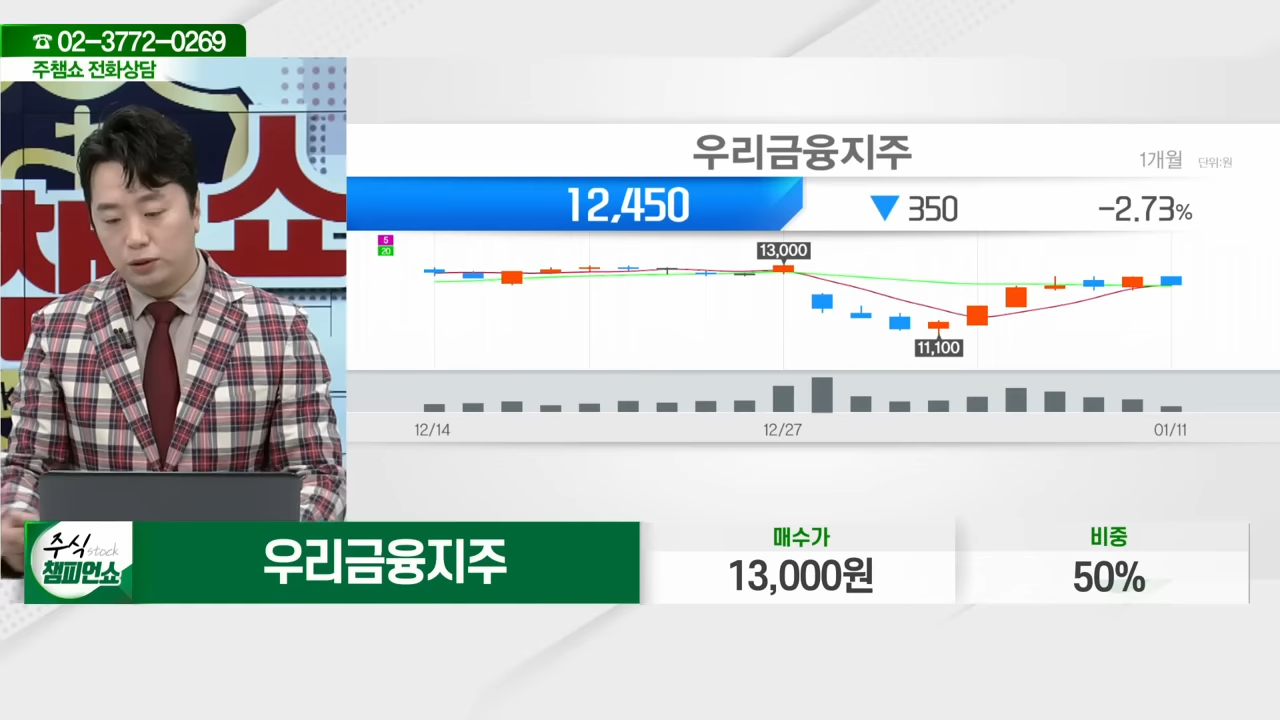 ☎ 02-3772-0269
주챔쇼 전화상담
쇼
우리금융지주
1개월 단위:원
12,450 ▼ 350 -2.73%
5
20
13,000
11,100
12/14 12/27 01/11
주식 stock
챔피언쇼
우리금융지주
매수가
13,000원
비중
50%